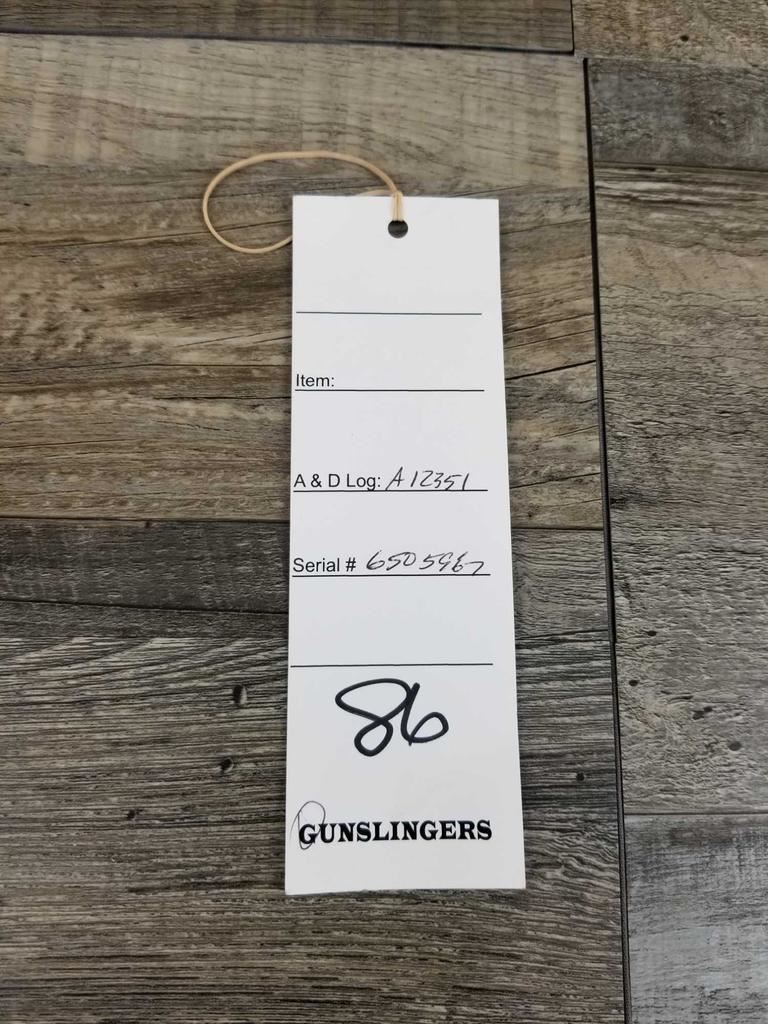 Item:
A & D Log: A12351
Serial # 6505967
86
GUNSLINGERS